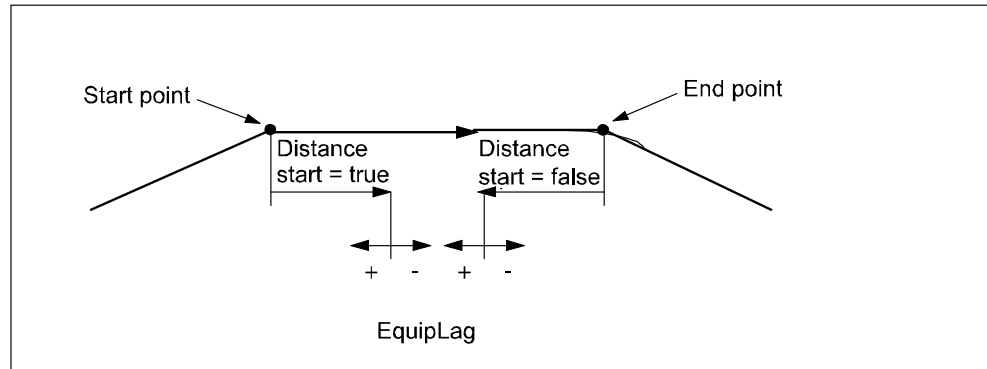 Start point
End point
Distance
start = true
Distance
start = false
+ - + -
EquipLag